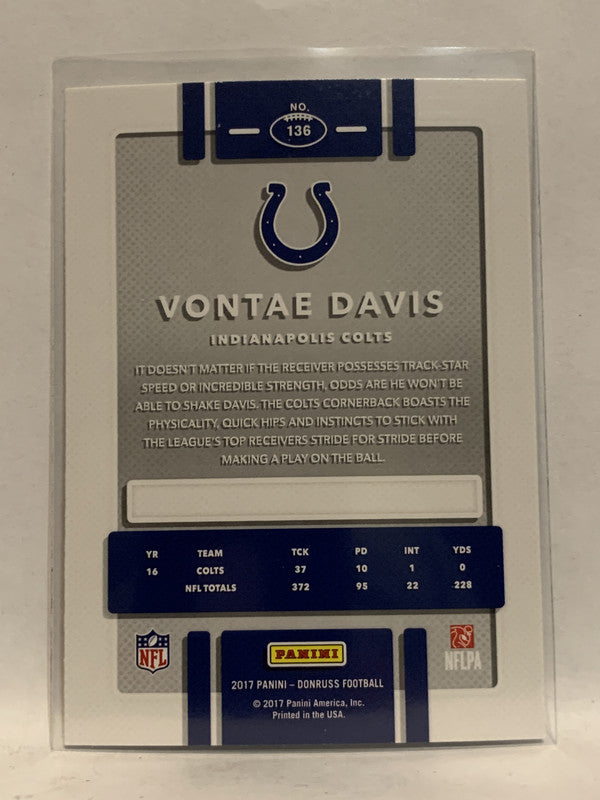 NO.
136
VONTAE DAVIS
INDIANAPOLIS COLTS
IT DOESN'T MATTER IF THE RECEIVER POSSESSES TRACK-STAR
SPEED OR INCREDIBLE STRENGTH, ODDS ARE HE WON'T BE
ABLE TO SHAKE DAVIS. THE COLTS CORNERBACK BOASTS THE
PHYSICALITY, QUICK HIPS AND INSTINCTS TO STICK WITH
THE LEAGUE'S TOP RECEIVERS STRIDE FOR STRIDE BEFORE
MAKING A PLAY ON THE BALL.
YR TEAM TCK PD INT YDS
16 COLTS 37 10 1 0
NFL TOTALS 372 95 22 228
NFL
PANINI
NFLPA
2017 PANINI – DONRUSS FOOTBALL
© 2017 Panini America, Inc.
Printed in the USA.